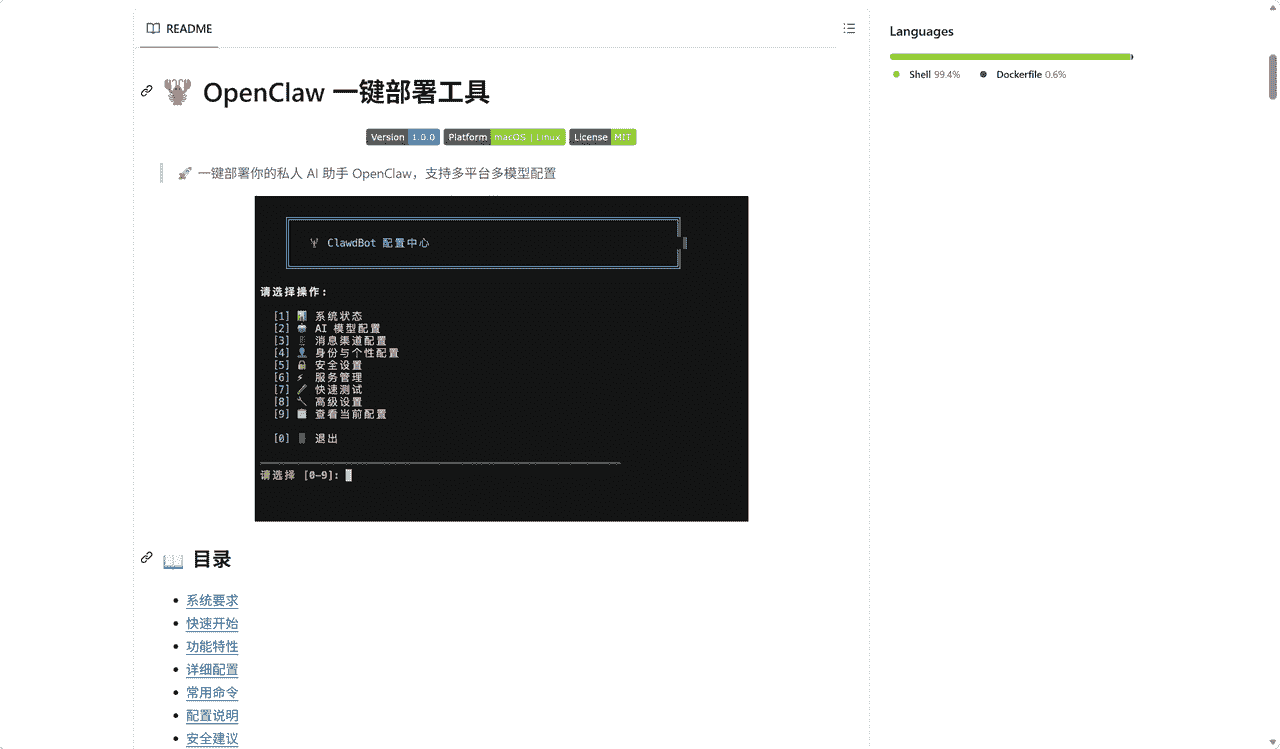 README
Languages
Shell 99.4% Dockerfile 0.6%
OpenClaw 一键部署工具
Version 1.0.0 Platform macOS | Linux License MIT
一键部署你的私人 AI 助手 OpenClaw，支持多平台多模型配置
ClawdBot 配置中心
请选择操作:
[1] 系统状态
[2] AI 模型配置
[3] 消息渠道配置
[4] 身份与个性配置
[5] 安全设置
[6] 服务管理
[7] 快速测试
[8] 高级设置
[9] 查看当前配置
[0] 退出
请选择 [0-9]:
目录
系统要求
快速开始
功能特性
详细配置
常用命令
配置说明
安全建议